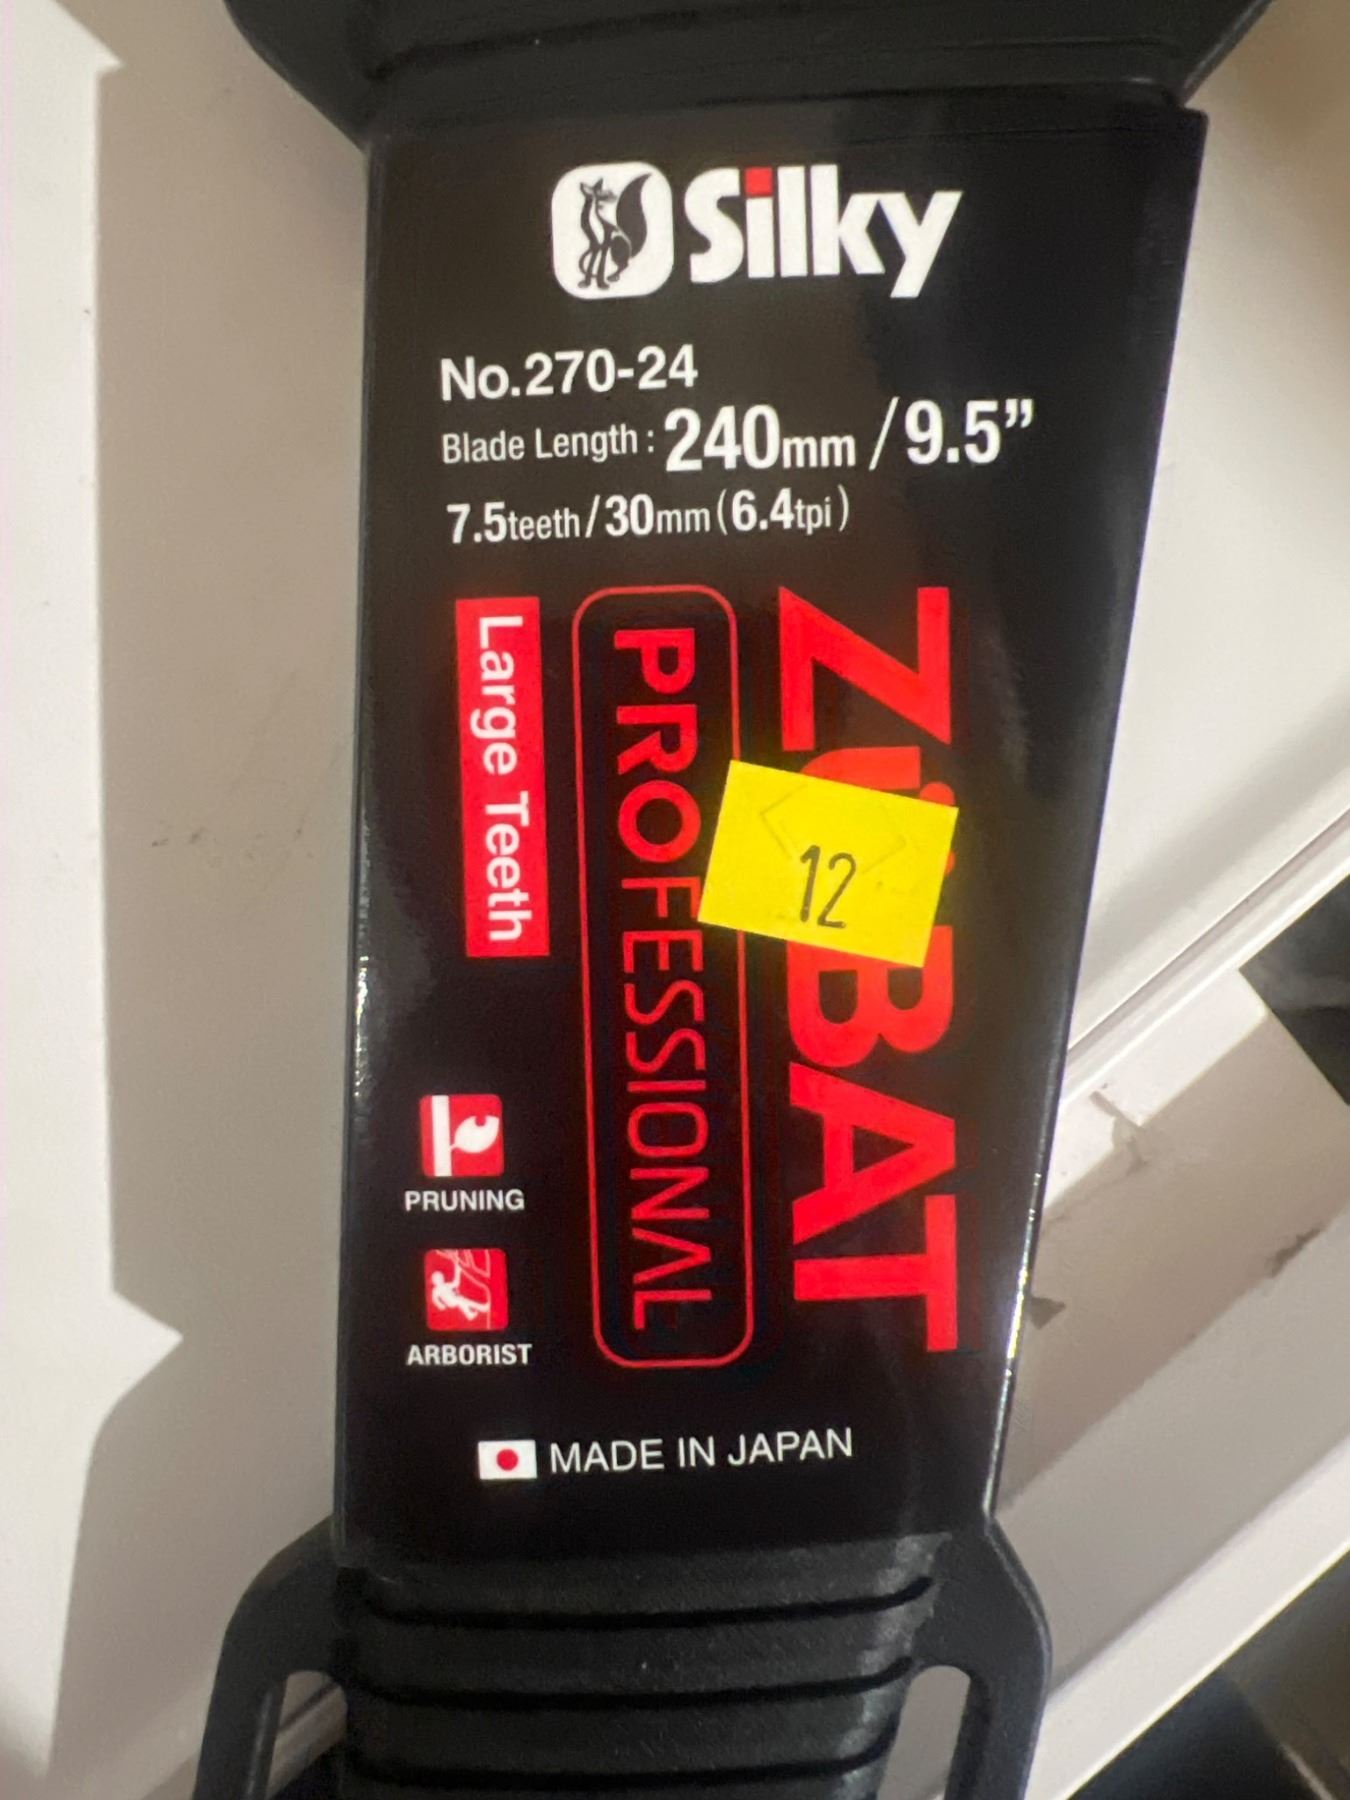 Silky
No.270-24
Blade Length : 240mm / 9.5”
7.5teeth/30mm(6.4tpi)
BAT
12
PROFESSIONAL
Large Teeth
PRUNING
ARBORIST
MADE IN JAPAN